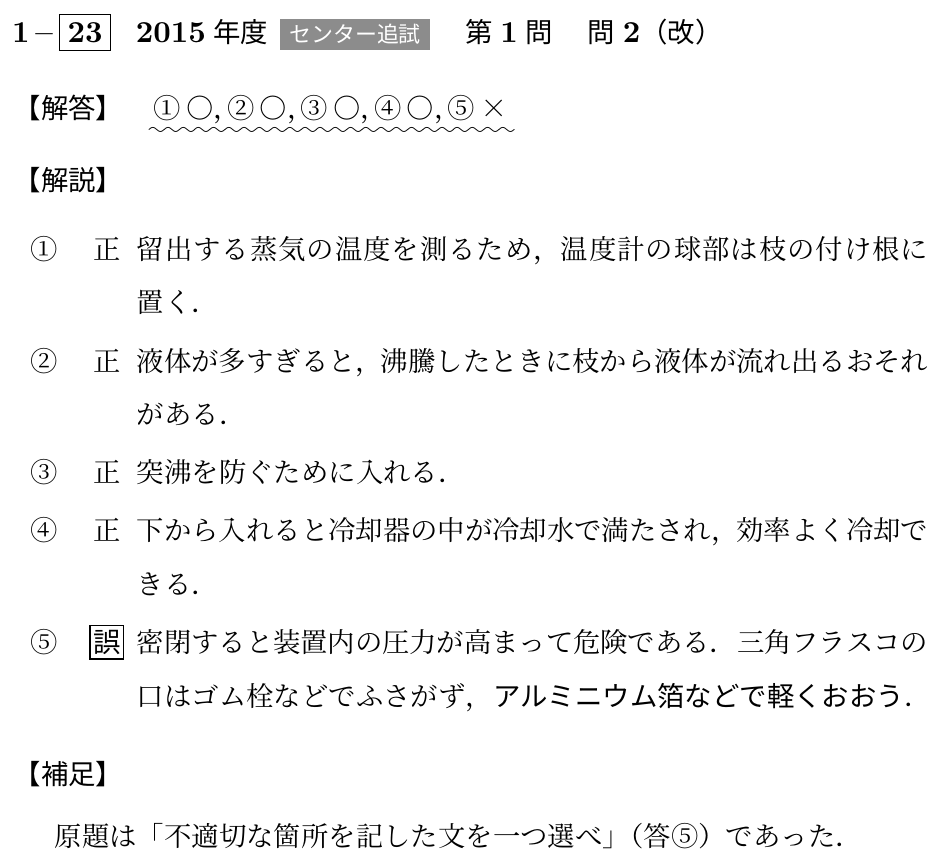 1－23 2015 年度 センター追試 第 1 問 問 2（改）
【解答】 ①○, ②○, ③○, ④○, ⑤×
【解説】
① 正 留出する蒸気の温度を測るため，温度計の球部は枝の付け根に
置く．
② 正 液体が多すぎると，沸騰したときに枝から液体が流れ出るおそれ
がある．
③ 正 突沸を防ぐために入れる．
④ 正 下から入れると冷却器の中が冷却水で満たされ，効率よく冷却で
きる．
⑤ 誤 密閉すると装置内の圧力が高まって危険である．三角フラスコの
口はゴム栓などでふさがず，アルミニウム箔などで軽くおおう．
【補足】
原題は「不適切な箇所を記した文を一つ選べ」（答⑤）であった．